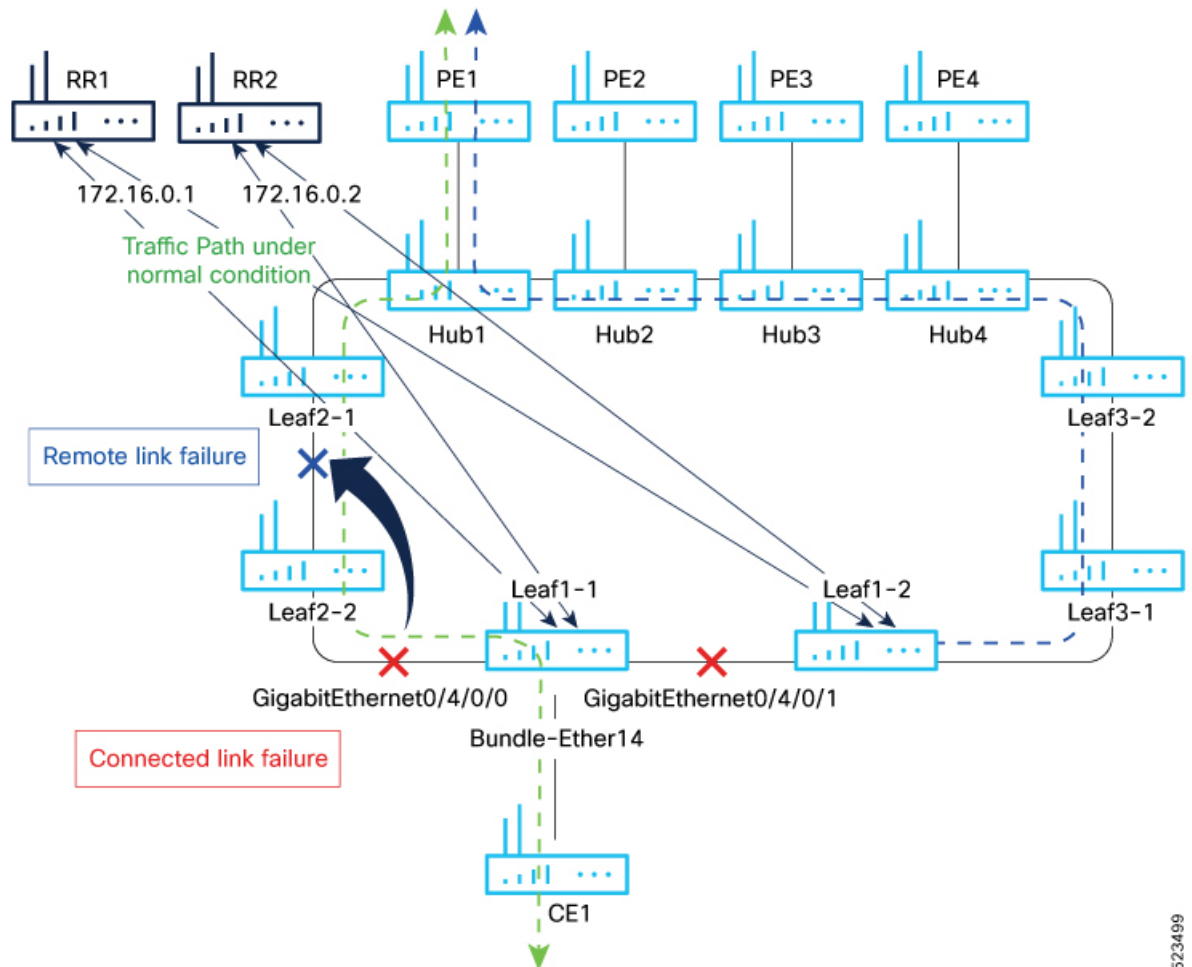 RR1
RR2
PE1
PE2
PE3
PE4
172.16.0.1
172.16.0.2
Traffic Path under
normal condition
Hub1
Hub2
Hub3
Hub4
Leaf2-1
Leaf3-2
Remote link failure
Leaf2-2
Leaf1-1
Leaf1-2
Leaf3-1
GigabitEthernet0/4/0/0
GigabitEthernet0/4/0/1
Bundle-Ether14
Connected link failure
CE1
523499